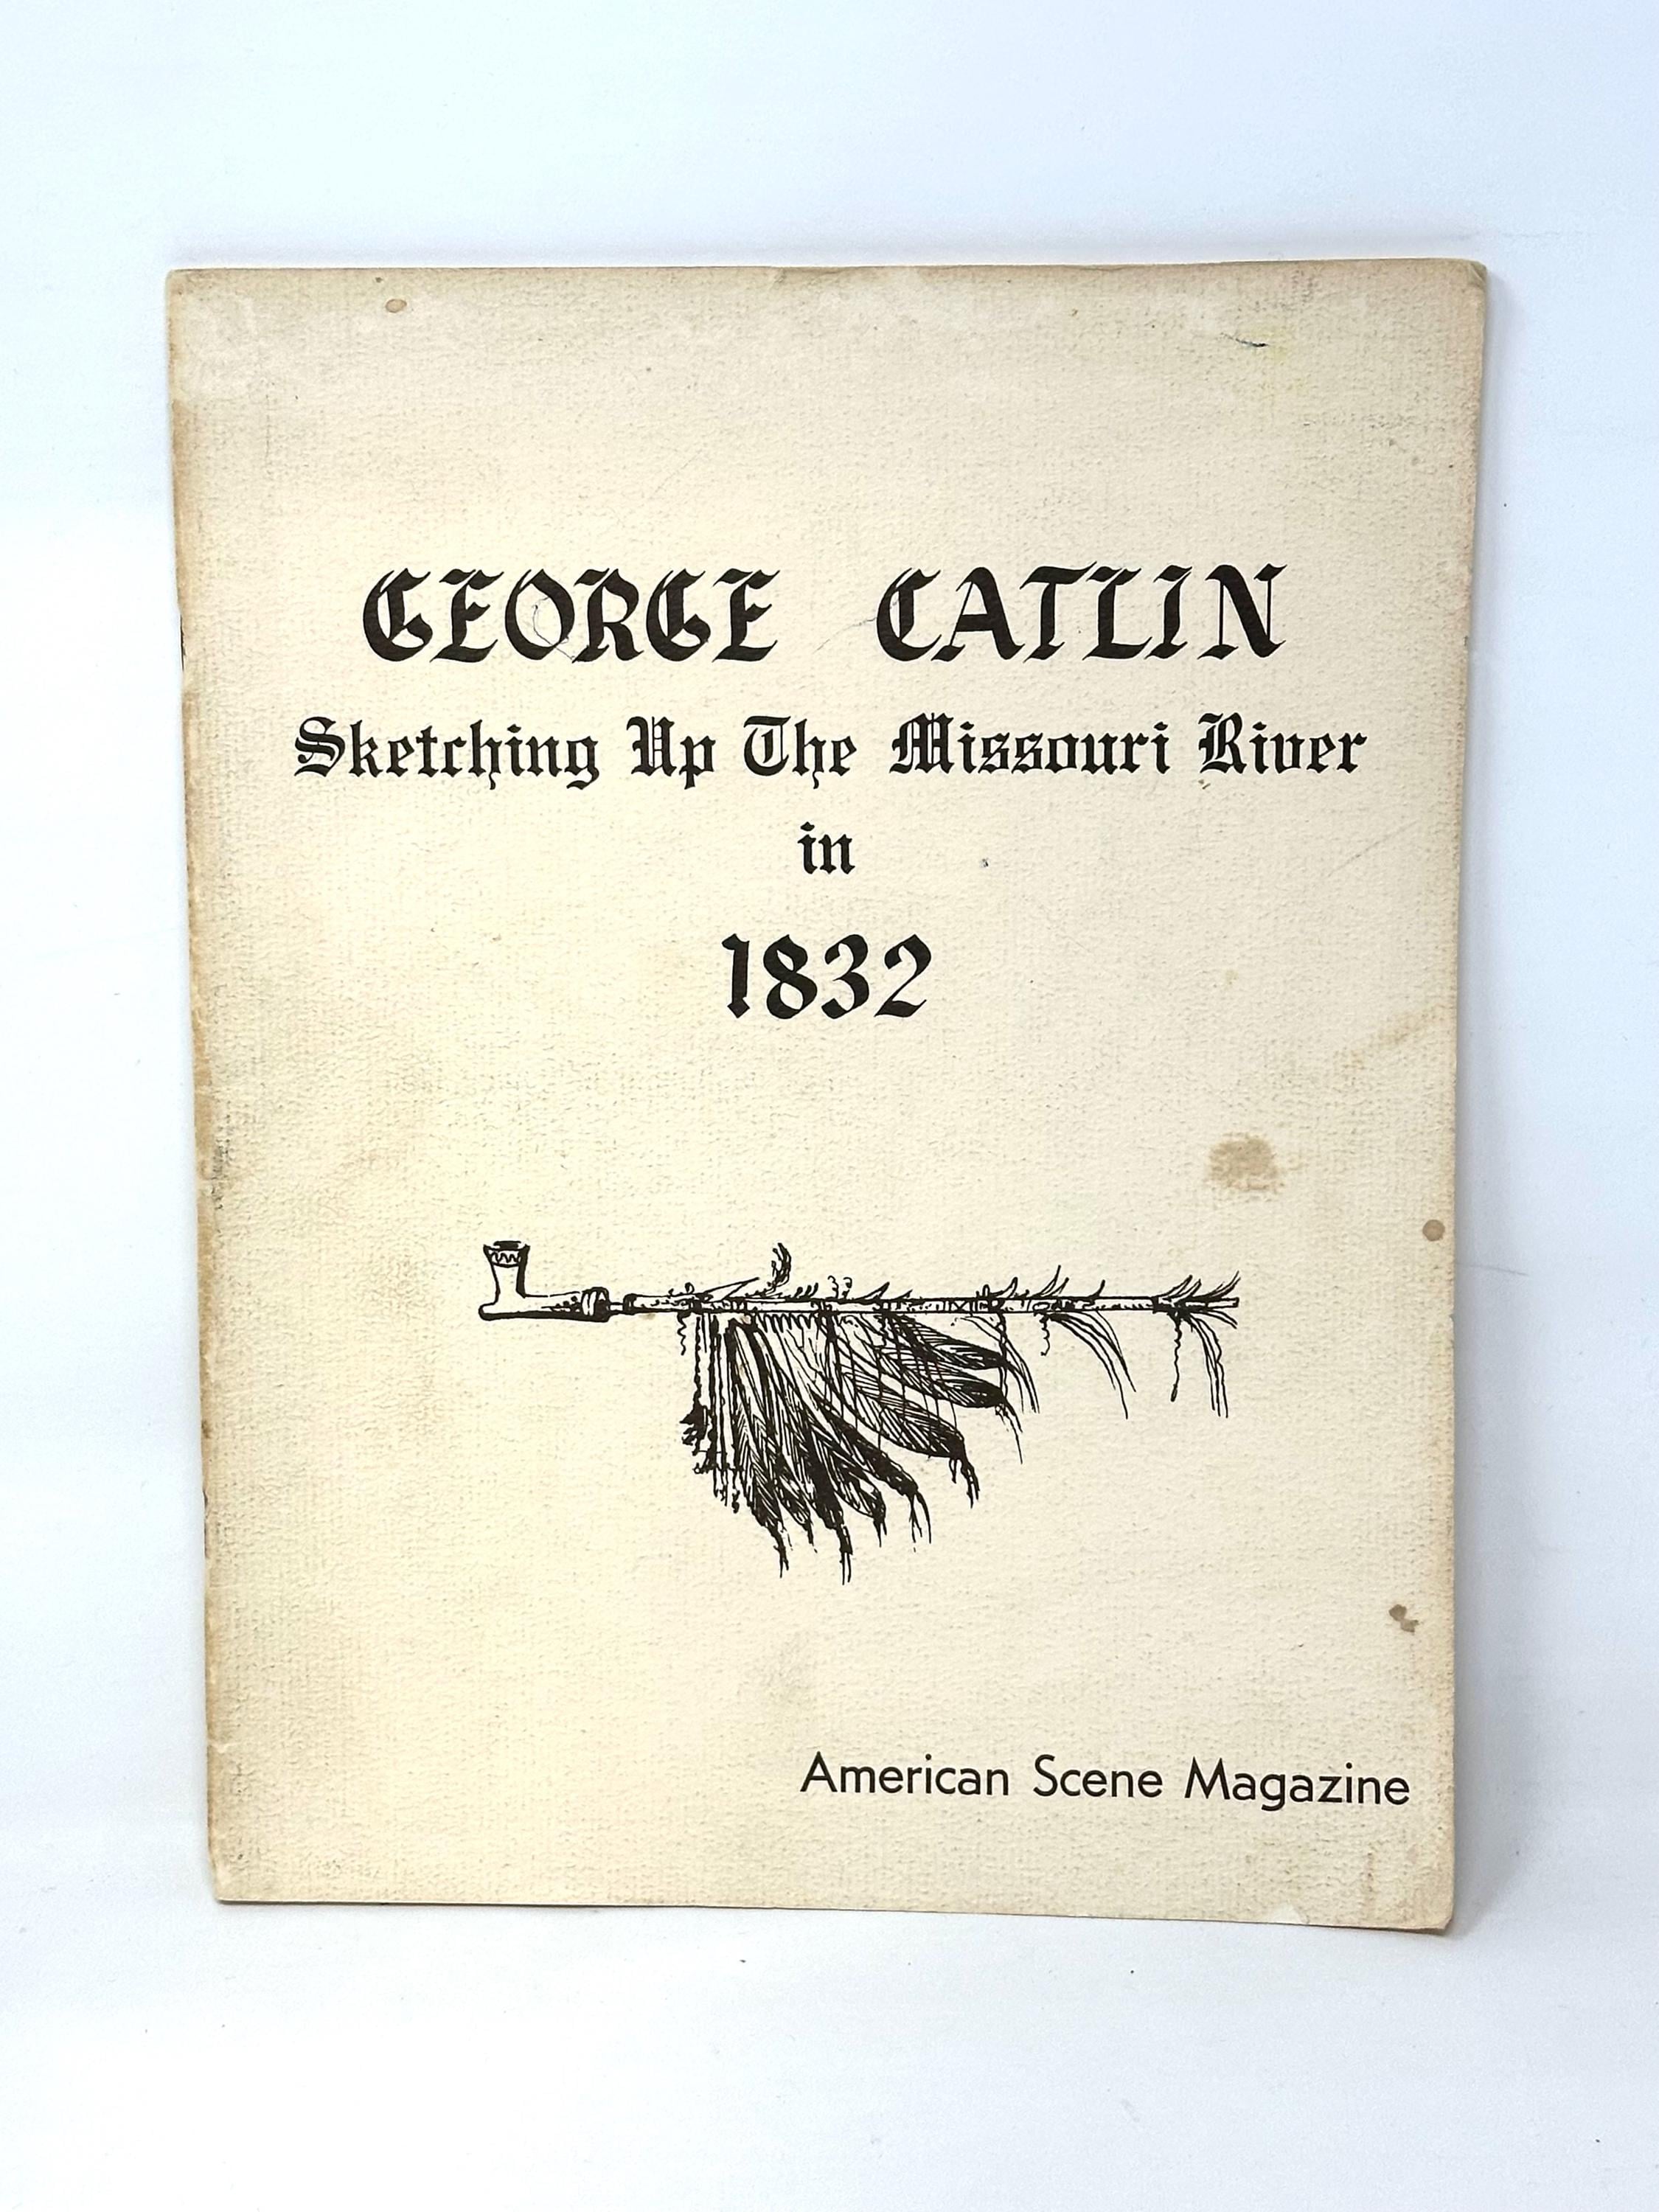 GEORGE CATLIN
Sketching Up The Missouri River
in
1832
American Scene Magazine